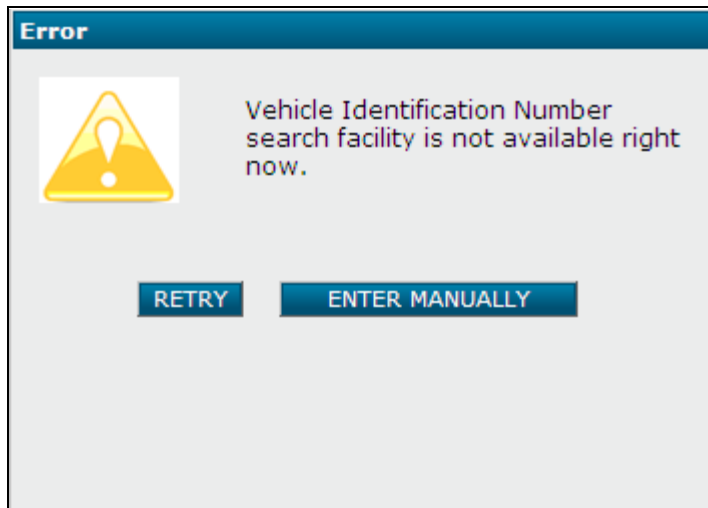 Error
Vehicle Identification Number
search facility is not available right
now.
RETRY ENTER MANUALLY